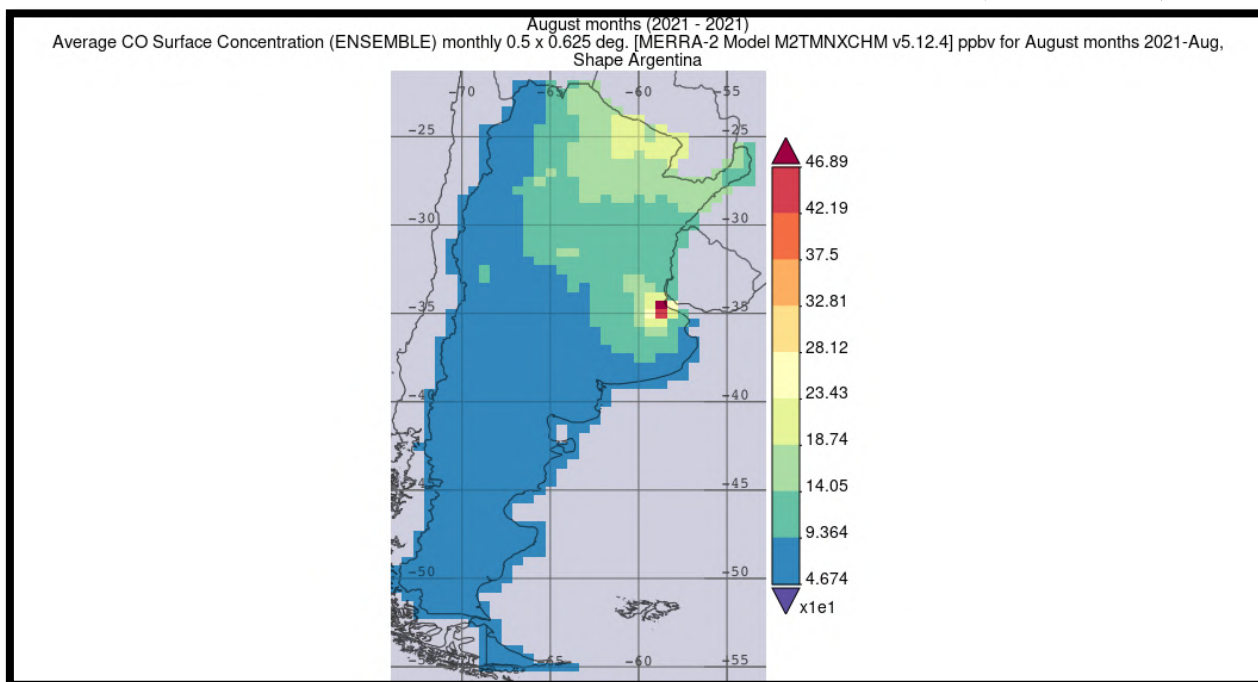 August months (2021 - 2021)
Average CO Surface Concentration (ENSEMBLE) monthly 0.5 x 0.625 deg. [MERRA-2 Model M2TMNXCHM v5.12.4] ppbv for August months 2021-Aug,
Shape Argentina
-70 -65 -60 -55
-25 -25
46.89
42.19
-30 -30
37.5
32.81
-35 -35
28.12
23.43
-40 -40
18.74
14.05
-45 -45
9.364
-50 -50
4.674
x1e1
-55 -65 -60 -55